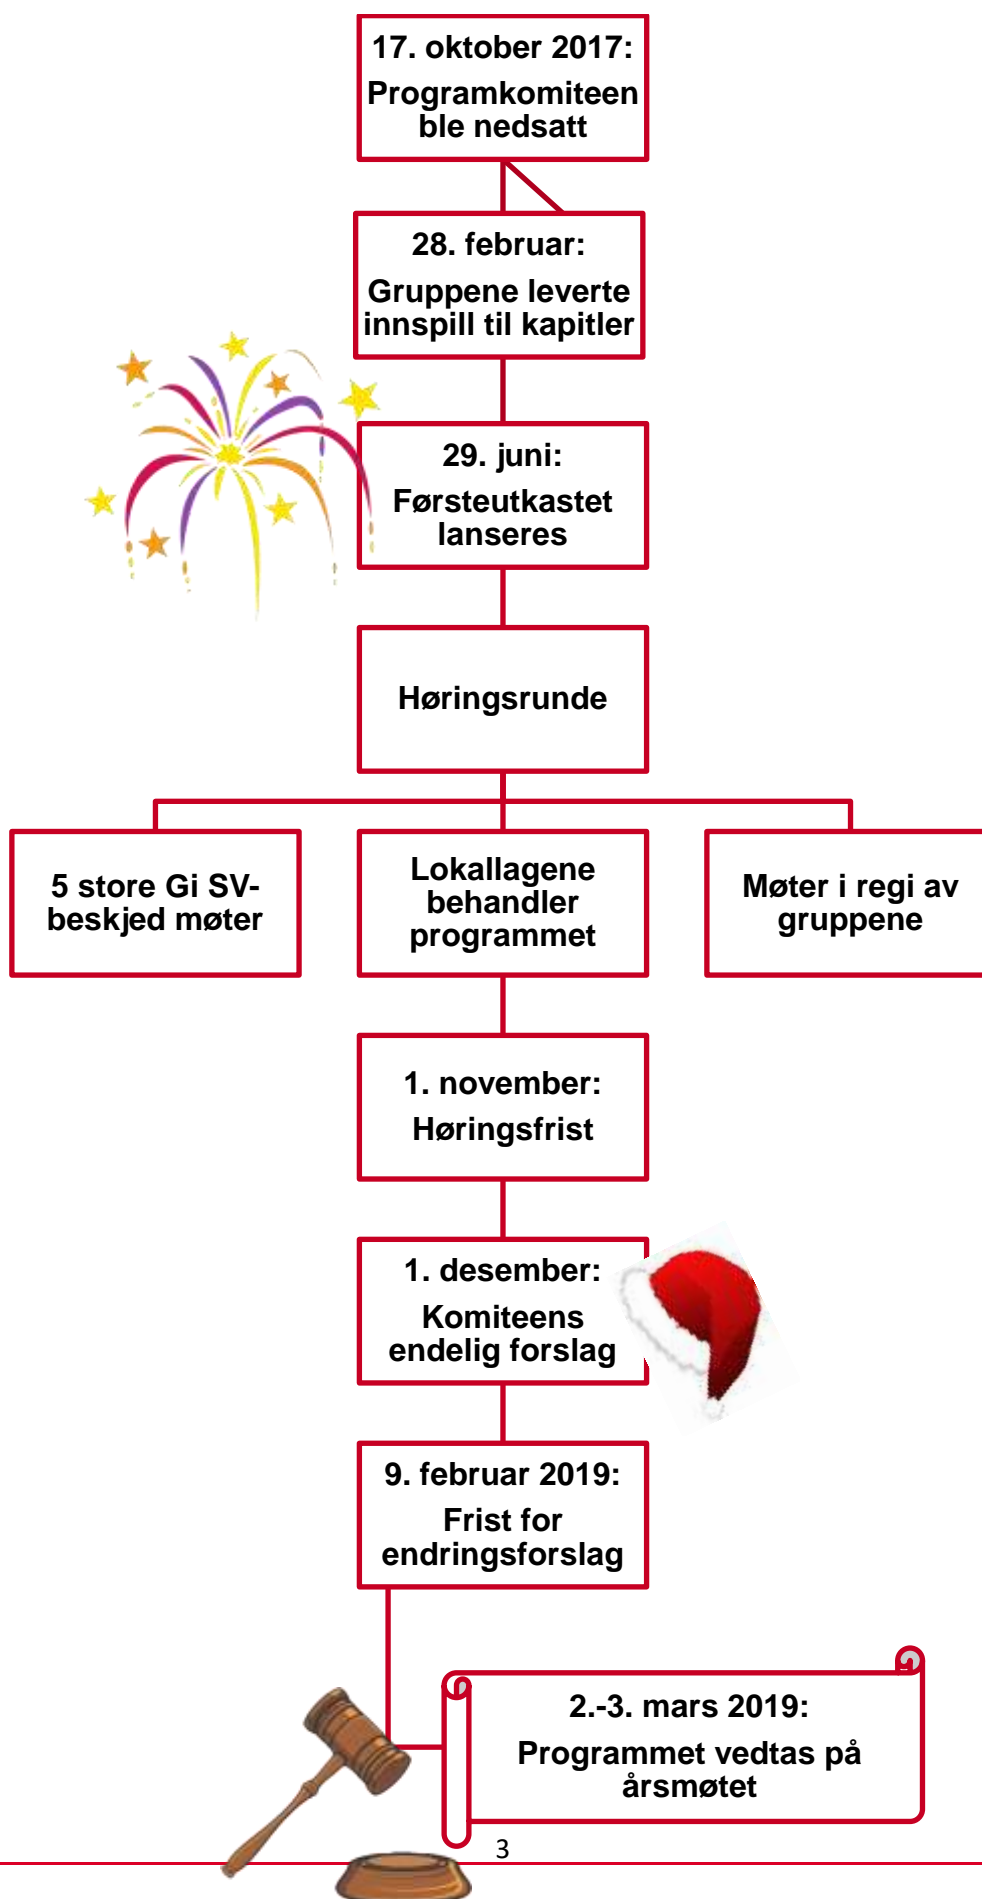 17. oktober 2017:
Programkomiteen
ble nedsatt
28. februar:
Gruppene leverte
innspill til kapitler
29. juni:
Førsteutkastet
lanseres
Høringsrunde
5 store Gi SV-
beskjed møter
Lokallagene
behandler
programmet
Møter i regi av
gruppene
1. november:
Høringsfrist
1. desember:
Komiteens
endelig forslag
9. februar 2019:
Frist for
endringsforslag
2.-3. mars 2019:
Programmet vedtas på
årsmøtet
3